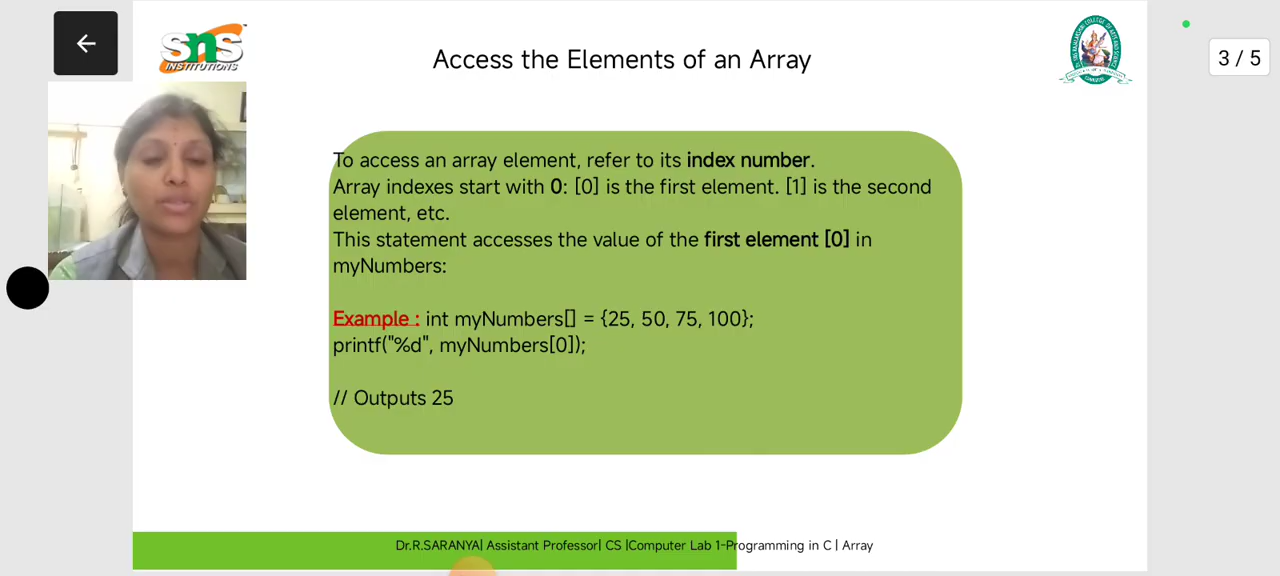 SNS
INSTITUTIONS
Access the Elements of an Array
3 / 5
To access an array element, refer to its index number.
Array indexes start with 0: [0] is the first element. [1] is the second
element, etc.
This statement accesses the value of the first element [0] in
myNumbers:
Example : int myNumbers[] = {25, 50, 75, 100};
printf("%d", myNumbers[0]);
// Outputs 25
Dr.R.SARANYA| Assistant Professor| CS |Computer Lab 1-Programming in C | Array